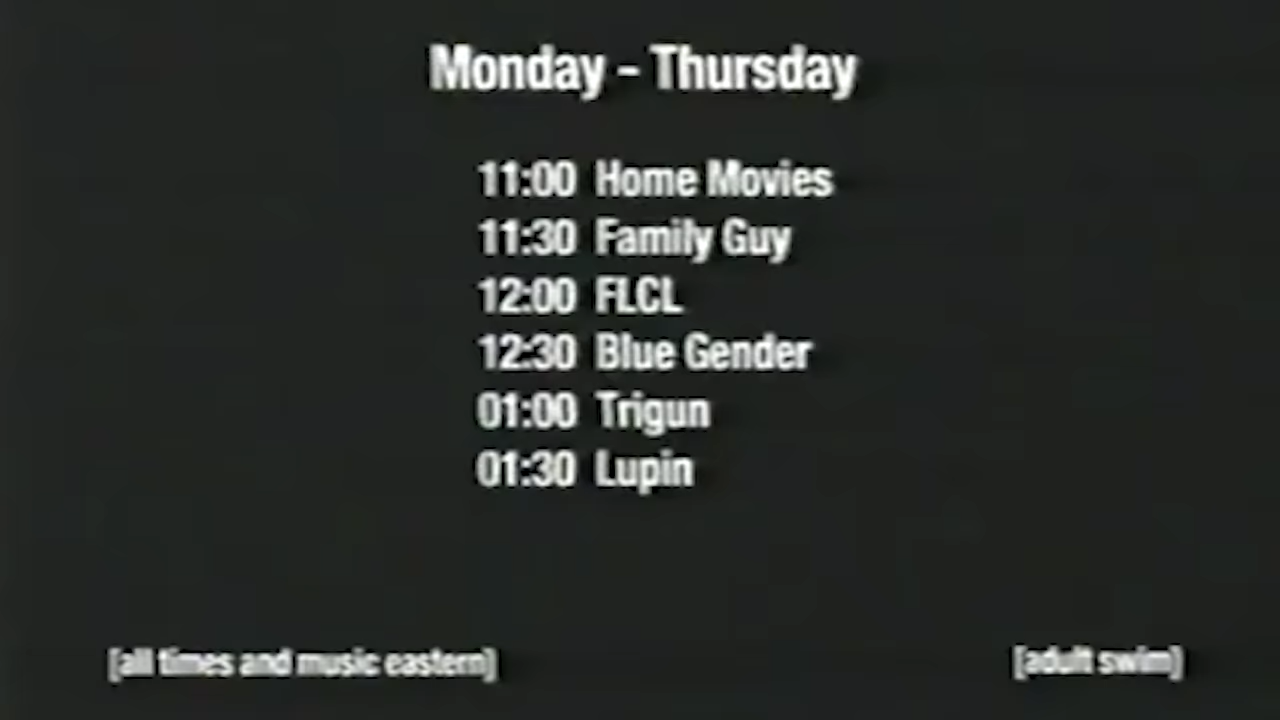 Monday - Thursday
11:00 Home Movies
11:30 Family Guy
12:00 FLCL
12:30 Blue Gender
01:00 Trigun
01:30 Lupin
[all times and music eastern]
[adult swim]